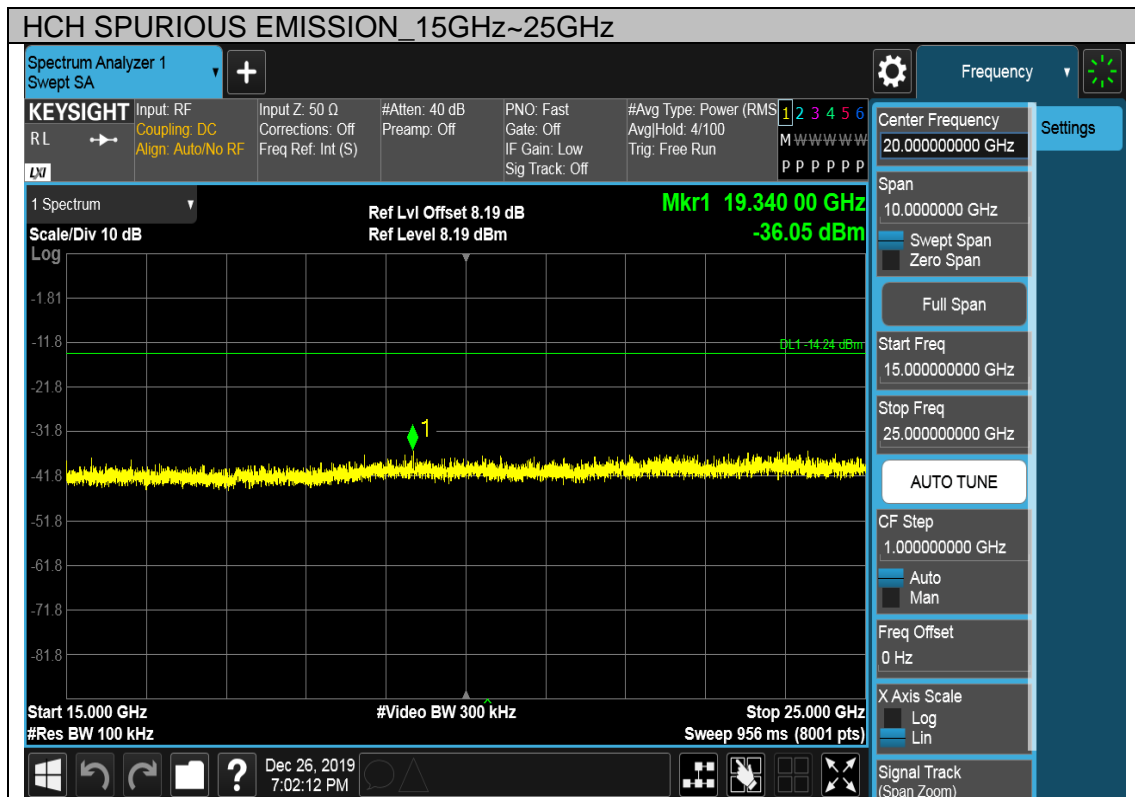 HCH SPURIOUS EMISSION_15GHz~25GHz
Spectrum Analyzer 1
Swept SA
Frequency
KEYSIGHT
RL
LXI
Input: RF
Coupling: DC
Align: Auto/No RF
Input Z: 50 Ω
Corrections: Off
Freq Ref: Int (S)
#Atten: 40 dB
Preamp: Off
PNO: Fast
Gate: Off
IF Gain: Low
Sig Track: Off
#Avg Type: Power (RMS
Avg|Hold: 4/100
Trig: Free Run
1 2 3 4 5 6
M W W W W W
P P P P P P
1 Spectrum
Scale/Div 10 dB
Log
Ref Lvl Offset 8.19 dB
Ref Level 8.19 dBm
Mkr1 19.340 00 GHz
-36.05 dBm
-1.81
-11.8
DL1 -14.24 dBm
-21.8
-31.8
1
-41.8
-51.8
-61.8
-71.8
-81.8
Start 15.000 GHz
#Video BW 300 kHz
Stop 25.000 GHz
#Res BW 100 kHz
Sweep 956 ms (8001 pts)
Center Frequency
20.000000000 GHz
Settings
Span
10.0000000 GHz
Swept Span
Zero Span
Full Span
Start Freq
15.000000000 GHz
Stop Freq
25.000000000 GHz
AUTO TUNE
CF Step
1.000000000 GHz
Auto
Man
Freq Offset
0 Hz
X Axis Scale
Log
Lin
Signal Track
(Span Zoom)
?
Dec 26, 2019
7:02:12 PM